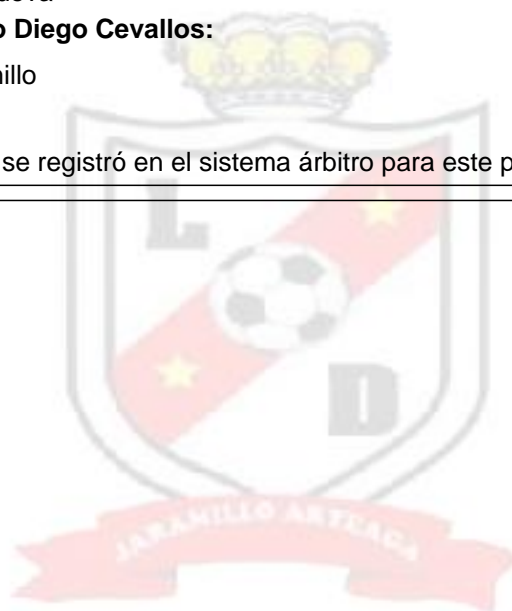 o Diego Cevallos:
illo
se registró en el sistema árbitro para este p
L
D
JARAMILLO ARTEAGA